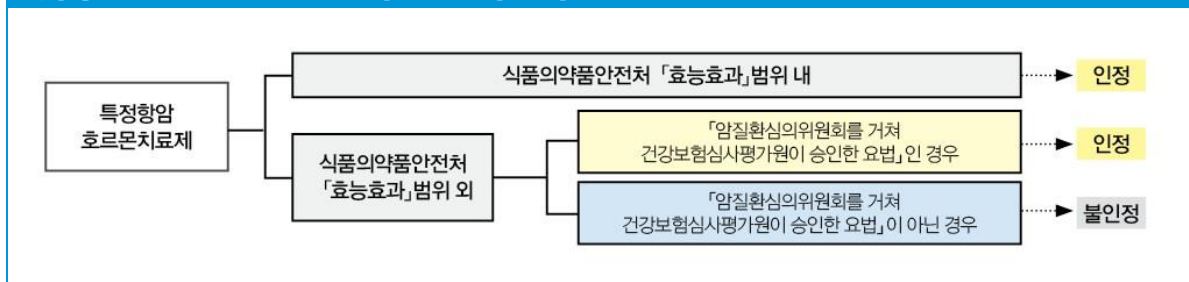 특정항암
호르몬치료제
식품의약품안전처 「효능효과」범위 내
인정
식품의약품안전처
「효능효과」범위 외
「암질환심의위원회를 거쳐
건강보험심사평가원이 승인한 요법」인 경우
인정
「암질환심의위원회를 거쳐
건강보험심사평가원이 승인한 요법」이 아닌 경우
불인정